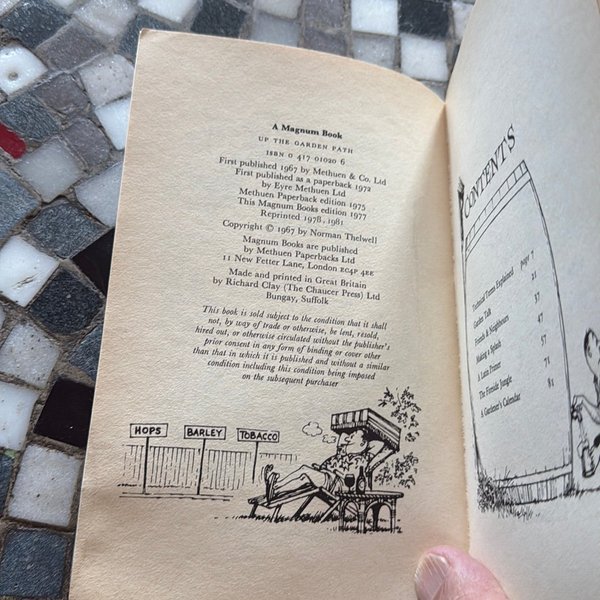 A Magnum Book
UP THE GARDEN PATH
ISBN 0 417 01020 6
First published 1967 by Methuen & Co. Ltd
First published as a paperback 1972
by Eyre Methuen Ltd
Methuen Paperback edition 1975
This Magnum Books edition 1977
Reprinted 1978, 1981
Copyright © 1967 by Norman Thelwell
Magnum Books are published
by Methuen Paperbacks Ltd
11 New Fetter Lane, London EC4P 4EE
Made and printed in Great Britain
by Richard Clay (The Chaucer Press) Ltd
Bungay, Suffolk
This book is sold subject to the condition that it shall
not, by way of trade or otherwise, be lent, resold,
hired out, or otherwise circulated without the publisher's
prior consent in any form of binding or cover other
than that in which it is published and without a similar
condition including this condition being imposed
on the subsequent purchaser
HOPS
BARLEY
TOBACCO
CONTENTS
Technical Terms Explained page 7
Garden Talk 21
Friends & Neighbours 37
Making a Splash 47
A Latin Primer 57
The Fireside Jungle 71
A Gardener's Calendar 81